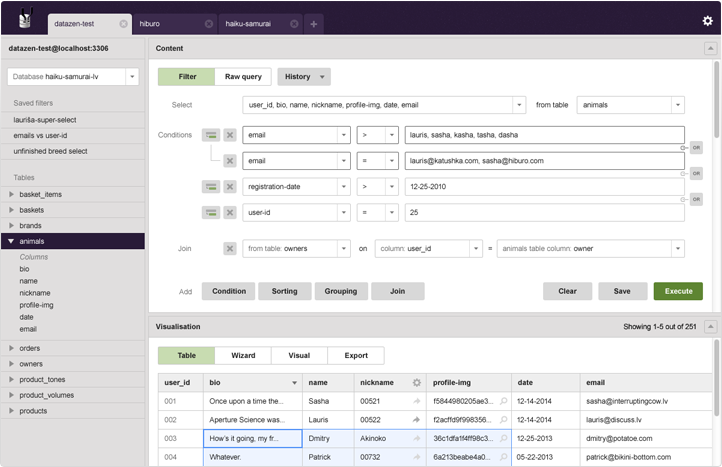 datazen-test
hiburo
haiku-samurai
datazen-test@localhost:3306
Database haiku-samurai-lv
Saved filters
lauriša-super-select
emails vs user-id
unfinished breed select
Tables
basket_items
baskets
brands
animals
Columns
bio
name
nickname
profile-img
date
email
orders
owners
product_tones
product_volumes
products
Content
Filter Raw query History
Select user_id, bio, name, nickname, profile-img, date, email from table animals
Conditions email > lauris, sasha, kasha, tasha, dasha
OR
email = lauris@katushka.com, sasha@hiburo.com
OR
registration-date > 12-25-2010
OR
user-id = 25
Join from table: owners on column: user_id = animals table column: owner
Add Condition Sorting Grouping Join Clear Save Execute
Visualisation Showing 1-5 out of 251
Table Wizard Visual Export
user_id bio name nickname profile-img date email
001 Once upon a time the... Sasha 00521 f5844980205ae3... 12-14-2014 sasha@interruptingcow.lv
002 Aperture Science was... Lauris 00522 f2acffd9f998356... 12-14-2014 lauris@discuss.lv
003 How's it going, my fr... Dmitry Akinoko 36c1dfa1f4ff98c3... 12-25-2013 dmitry@potatoe.com
004 Whatever. Patrick 00732 6a213beabe4a0... 05-22-2013 patrick@bikini-bottom.com